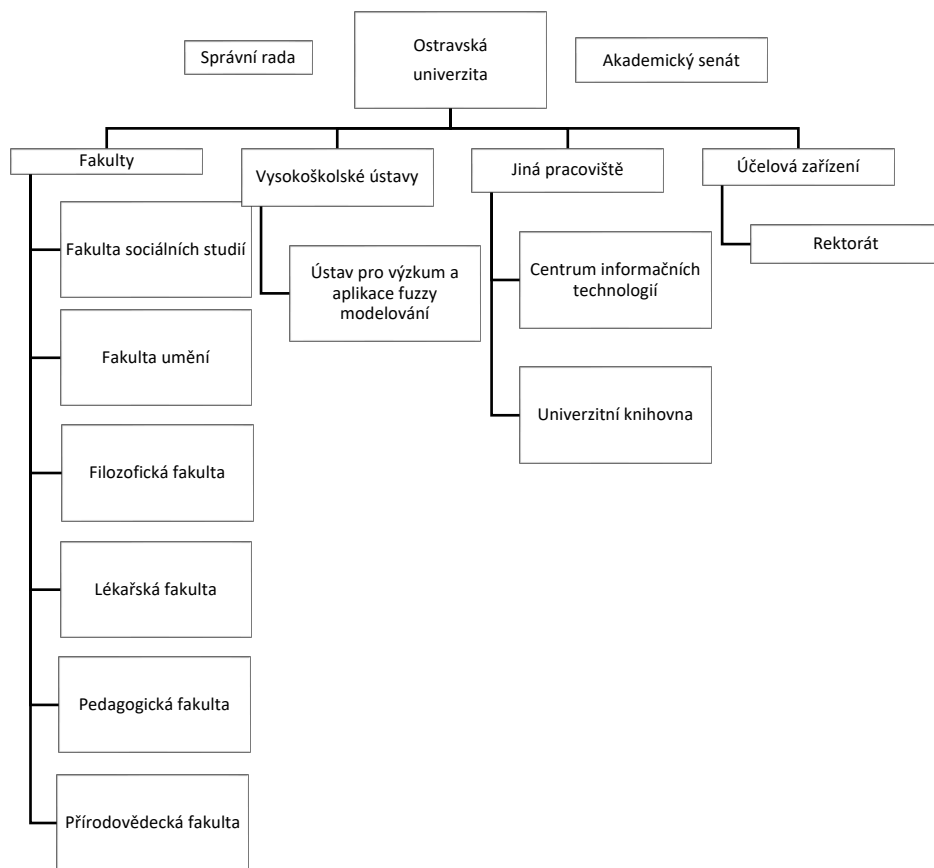 Správní rada
Ostravská
univerzita
Akademický senát
Fakulty
Vysokoškolské ústavy
Jiná pracoviště
Účelová zařízení
Fakulta sociálních studií
Fakulta umění
Filozofická fakulta
Lékařská fakulta
Pedagogická fakulta
Přírodovědecká fakulta
Ústav pro výzkum a
aplikace fuzzy
modelování
Centrum informačních
technologií
Univerzitní knihovna
Rektorát